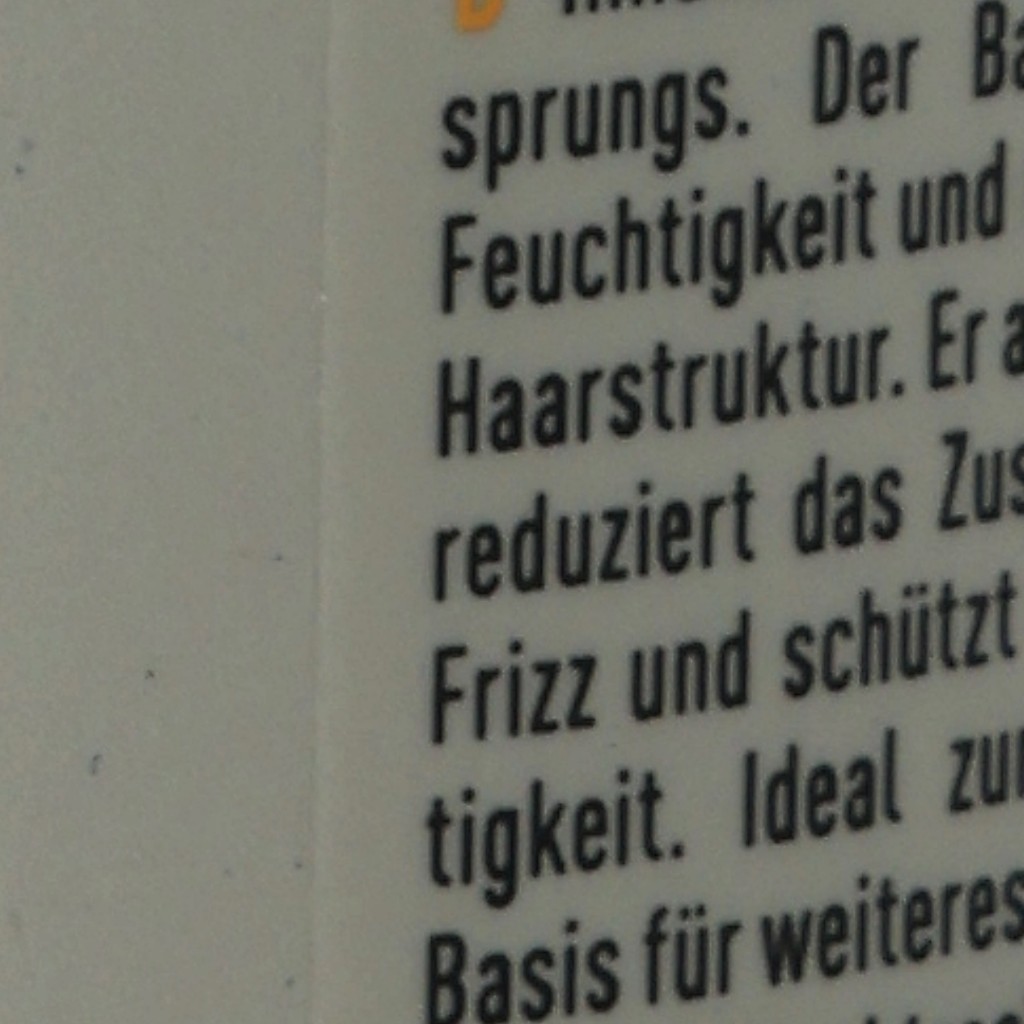 sprungs. Der
Feuchtigkeit und
Haarstruktur. Er
reduziert das
Frizz und schützt
tigkeit. Ideal
Basis für weiteres